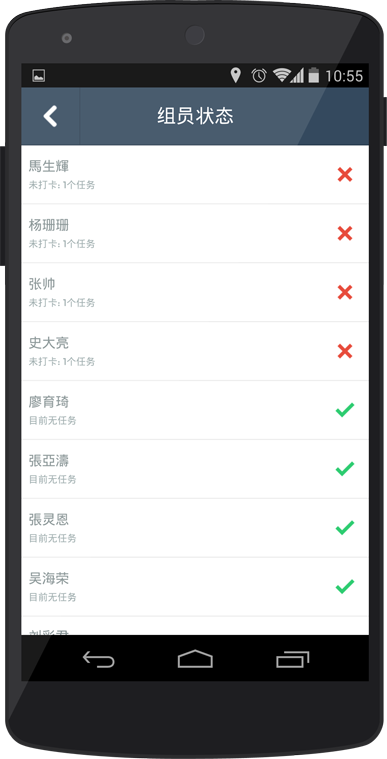 10:55
组员状态
馬生輝
未打卡: 1个任务
杨珊珊
未打卡: 1个任务
张帅
未打卡: 1个任务
史大亮
未打卡: 1个任务
廖育琦
目前无任务
張亞濤
目前无任务
張灵恩
目前无任务
吴海荣
目前无任务